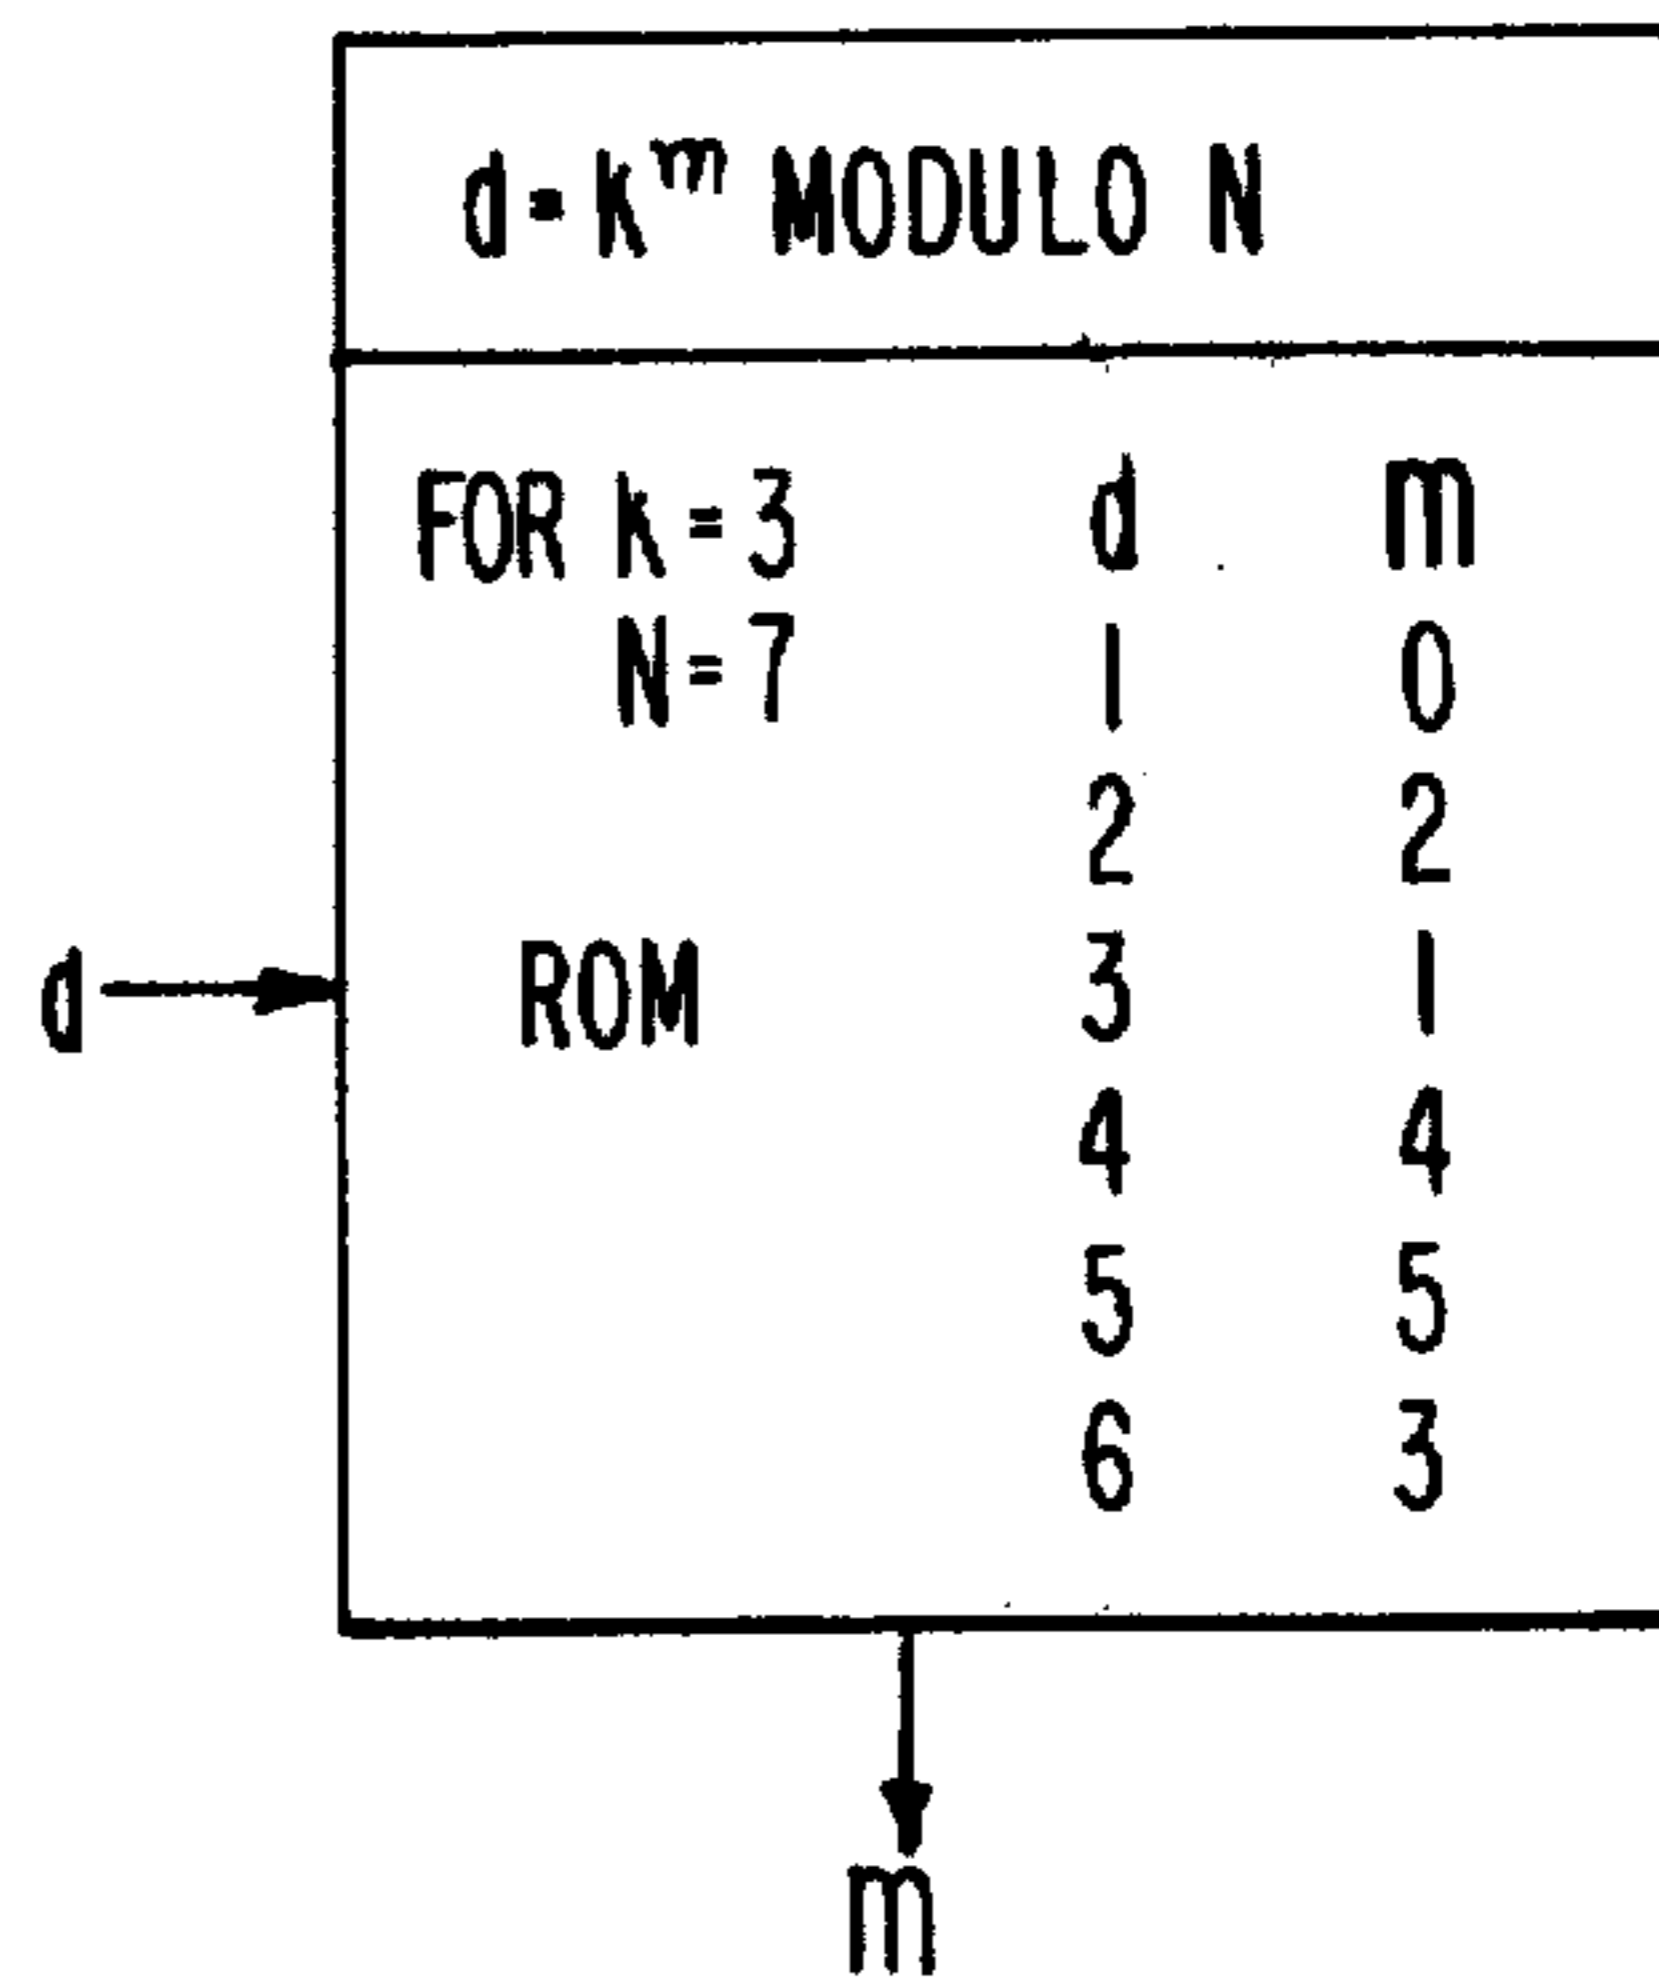 d = K^m MODULO N
FOR K = 3 d m
N = 7 1 0
2 2
d ROM 3 1
4 4
5 5
6 3
m